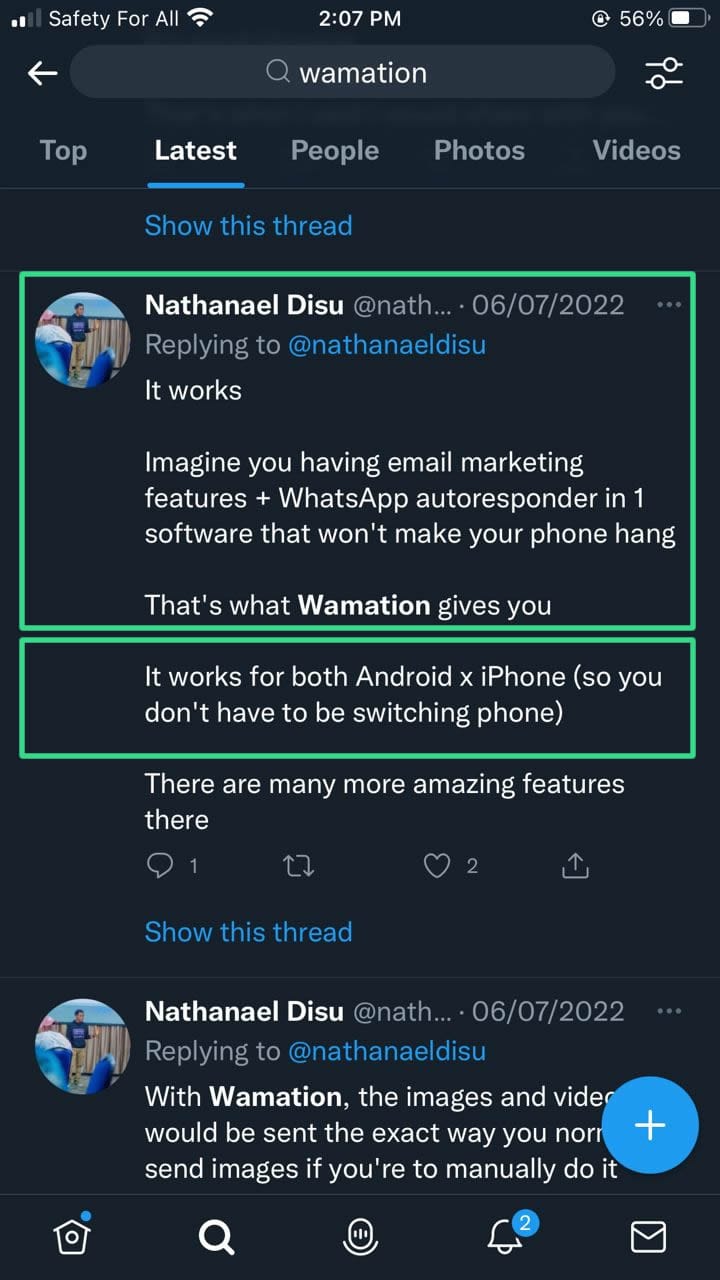 Safety For All 2:07 PM 56%
wamation
Top Latest People Photos Videos
Show this thread
Nathanael Disu @nath... · 06/07/2022
Replying to @nathanaeldisu
It works
Imagine you having email marketing
features + WhatsApp autoresponder in 1
software that won't make your phone hang
That's what Wamation gives you
It works for both Android x iPhone (so you
don't have to be switching phone)
There are many more amazing features
there
1 2
Show this thread
Nathanael Disu @nath... · 06/07/2022
Replying to @nathanaeldisu
With Wamation, the images and
would be sent the exact way you
send images if you're to manually do it
2